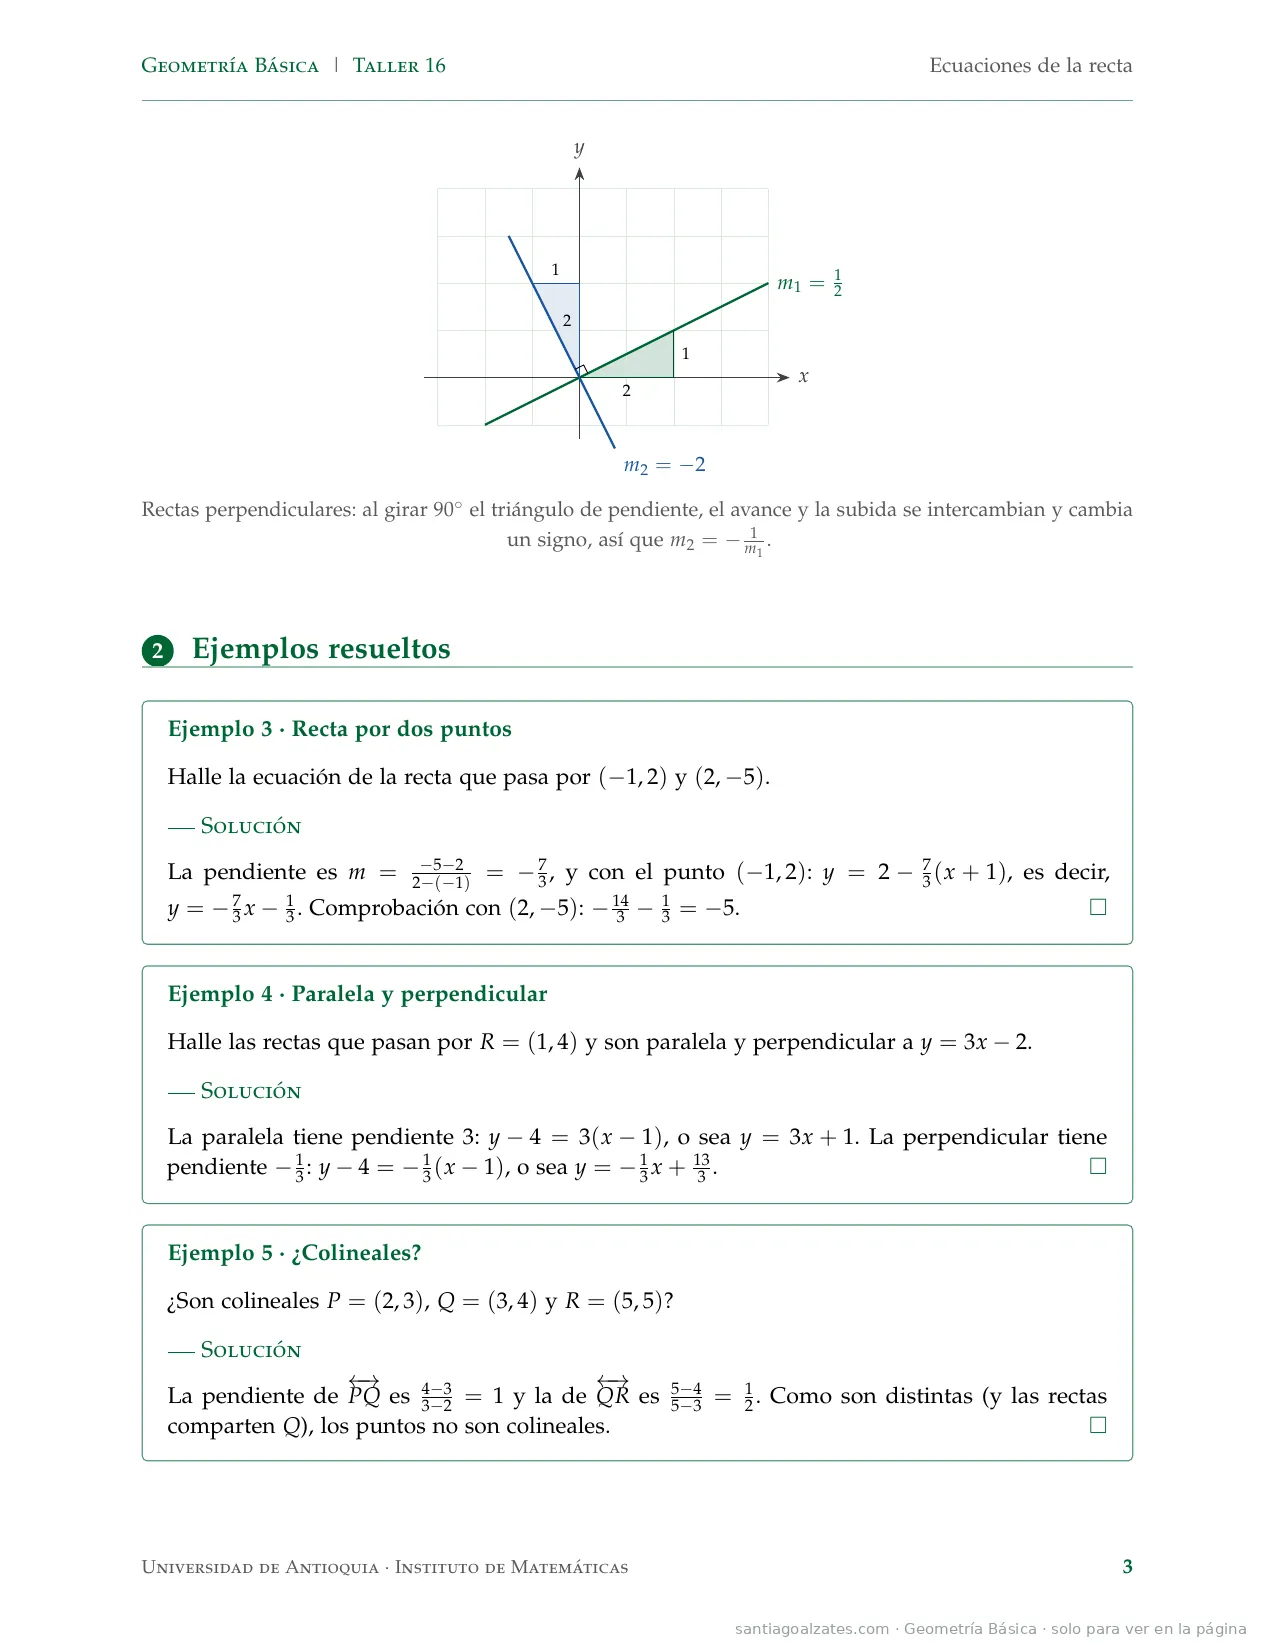 Geometría Básica | Taller 16
Ecuaciones de la recta
y
1
m₁ = 1/2
2
1
x
2
m₂ = −2
Rectas perpendiculares: al girar 90° el triángulo de pendiente, el avance y la subida se intercambian y cambia
un signo, así que m₂ = −1/m₁.
2 Ejemplos resueltos
Ejemplo 3 · Recta por dos puntos
Halle la ecuación de la recta que pasa por (−1, 2) y (2, −5).
— Solución
La pendiente es m = (−5−2)/(2−(−1)) = −7/3, y con el punto (−1, 2): y = 2 − 7/3(x + 1), es decir,
y = −7/3x − 1/3. Comprobación con (2, −5): −14/3 − 1/3 = −5. □
Ejemplo 4 · Paralela y perpendicular
Halle las rectas que pasan por R = (1, 4) y son paralela y perpendicular a y = 3x − 2.
— Solución
La paralela tiene pendiente 3: y − 4 = 3(x − 1), o sea y = 3x + 1. La perpendicular tiene
pendiente −1/3: y − 4 = −1/3(x − 1), o sea y = −1/3x + 13/3. □
Ejemplo 5 · ¿Colineales?
¿Son colineales P = (2, 3), Q = (3, 4) y R = (5, 5)?
— Solución
La pendiente de P͍Q↔ es (4−3)/(3−2) = 1 y la de QR↔ es (5−4)/(5−3) = 1/2. Como son distintas (y las rectas
comparten Q), los puntos no son colineales. □
Universidad de Antioquia · Instituto de Matemáticas
3
santiagoalzates.com · Geometría Básica · solo para ver en la página